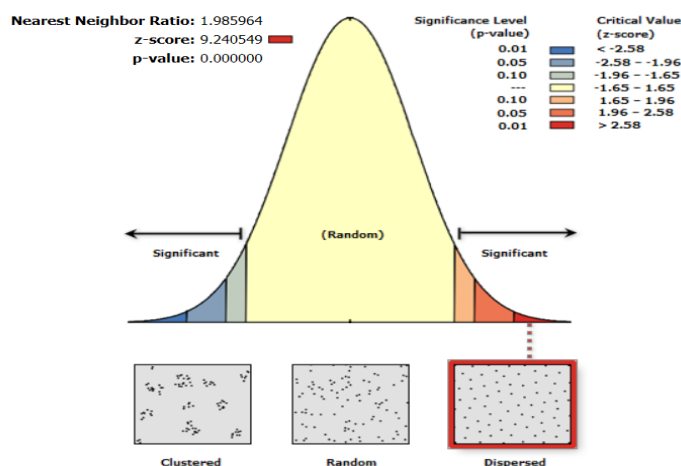 Nearest Neighbor Ratio: 1.985964
z-score: 9.240549
p-value: 0.000000
Significance Level
(p-value)
Critical Value
(z-score)
0.01 < -2.58
0.05 -2.58 – -1.96
0.10 -1.96 – -1.65
--- -1.65 – 1.65
0.10 1.65 – 1.96
0.05 1.96 – 2.58
0.01 > 2.58
Significant
(Random)
Significant
Clustered
Random
Dispersed